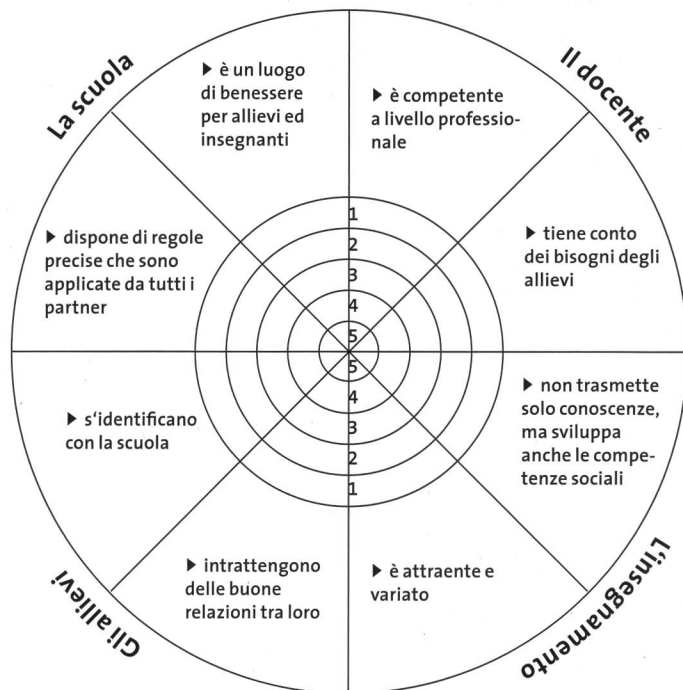 La scuola
▶ è un luogo
di benessere
per allievi ed
insegnanti
▶ dispone di regole
precise che sono
applicate da tutti i
partner
Il docente
▶ è competente
a livello professio-
nale
▶ tiene conto
dei bisogni degli
allievi
1
2
3
4
5
5
4
3
2
1
Gli allievi
▶ s‘identificano
con la scuola
▶ intrattengono
delle buone
relazioni tra loro
L‘insegnamento
▶ non trasmette
solo conoscenze,
ma sviluppa
anche le compe-
tenze sociali
▶ è attraente e
variato